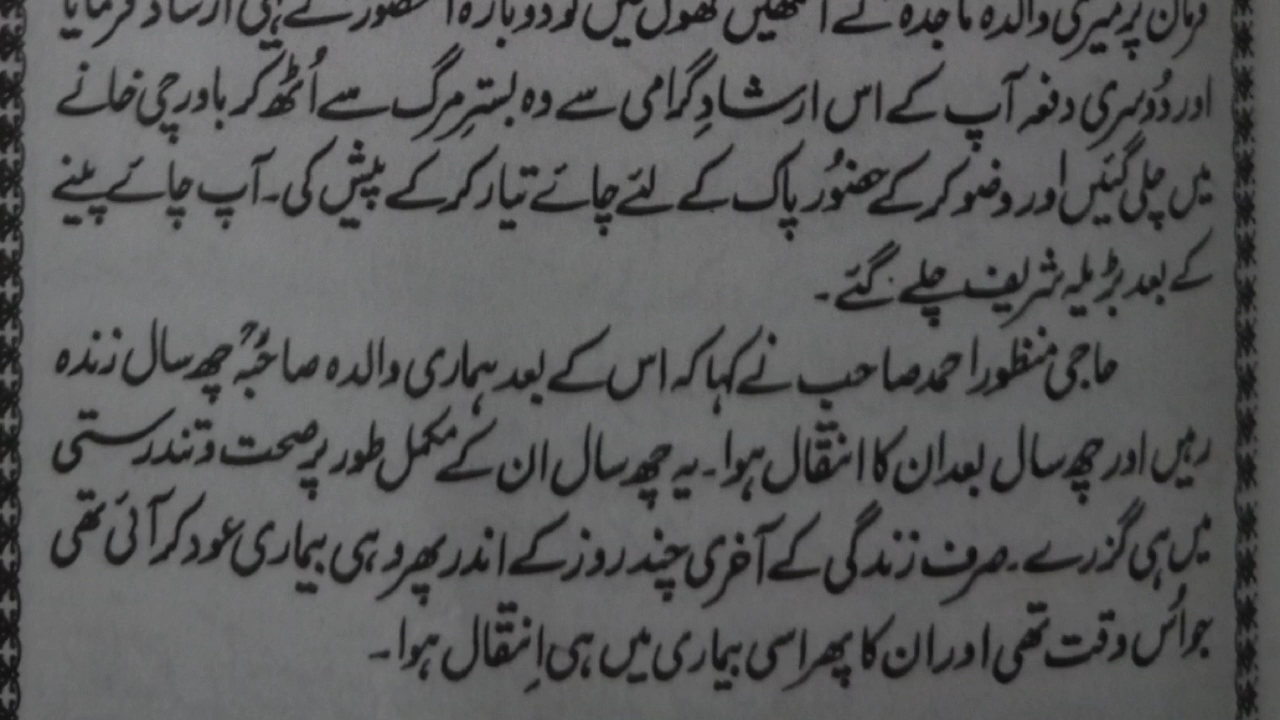 فرمان پر میری والدہ ماجدہ نے آنکھیں کھول لیں تو دوبارہ حضور نے یہی ارشاد فرمایا
اور دُوسری دفعہ آپ کے اس ارشادِ گرامی سے وہ بسترِ مرگ سے اُٹھ کر باورچی خانے
میں چلی گئیں اور وضو کر کے حضوُر پاک کے لئے چائے تیار کر کے پیش کی۔ آپ چائے پینے
کے بعد بڑیلہ شریف چلے گئے۔
حاجی منظور احمد صاحب نے کہا کہ اس کے بعد ہماری والدہ صاحبہؒ چھ سال زندہ
رہیں اور چھ سال بعد ان کا انتقال ہوا۔ یہ چھ سال ان کے مکمل طور پر صحت و تندرستی
میں ہی گزرے۔ صرف زندگی کے آخری چند روز کے اندر پھر وہی بیماری عود کر آئی تھی
جو اُس وقت تھی اور ان کا پھر اسی بیماری میں ہی اِنتقال ہوا۔